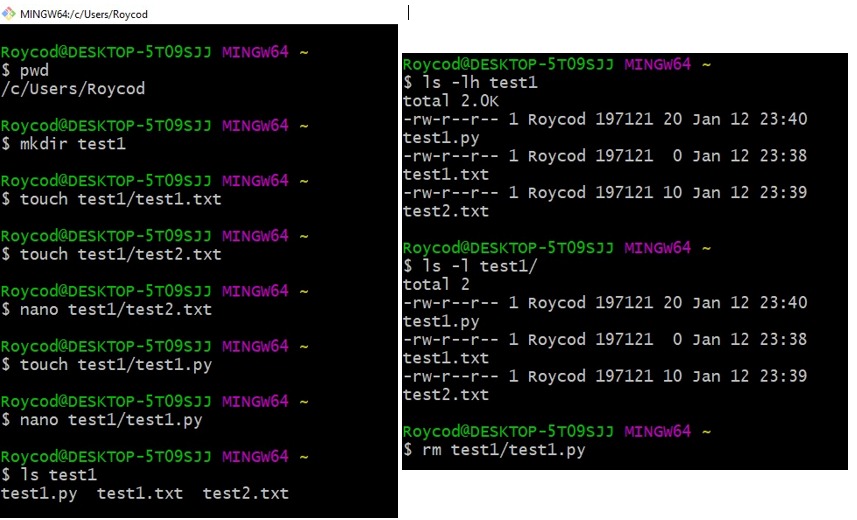 MINGW64:/c/Users/Roycod
Roycod@DESKTOP-5T09SJJ MINGW64 ~
$ pwd
/c/Users/Roycod
Roycod@DESKTOP-5T09SJJ MINGW64 ~
$ mkdir test1
Roycod@DESKTOP-5T09SJJ MINGW64 ~
$ touch test1/test1.txt
Roycod@DESKTOP-5T09SJJ MINGW64 ~
$ touch test1/test2.txt
Roycod@DESKTOP-5T09SJJ MINGW64 ~
$ nano test1/test2.txt
Roycod@DESKTOP-5T09SJJ MINGW64 ~
$ touch test1/test1.py
Roycod@DESKTOP-5T09SJJ MINGW64 ~
$ nano test1/test1.py
Roycod@DESKTOP-5T09SJJ MINGW64 ~
$ ls test1
test1.py  test1.txt  test2.txt
Roycod@DESKTOP-5T09SJJ MINGW64 ~
$ ls -lh test1
total 2.0K
-rw-r--r-- 1 Roycod 197121 20 Jan 12 23:40
test1.py
-rw-r--r-- 1 Roycod 197121  0 Jan 12 23:38
test1.txt
-rw-r--r-- 1 Roycod 197121 10 Jan 12 23:39
test2.txt
Roycod@DESKTOP-5T09SJJ MINGW64 ~
$ ls -l test1/
total 2
-rw-r--r-- 1 Roycod 197121 20 Jan 12 23:40
test1.py
-rw-r--r-- 1 Roycod 197121  0 Jan 12 23:38
test1.txt
-rw-r--r-- 1 Roycod 197121 10 Jan 12 23:39
test2.txt
Roycod@DESKTOP-5T09SJJ MINGW64 ~
$ rm test1/test1.py